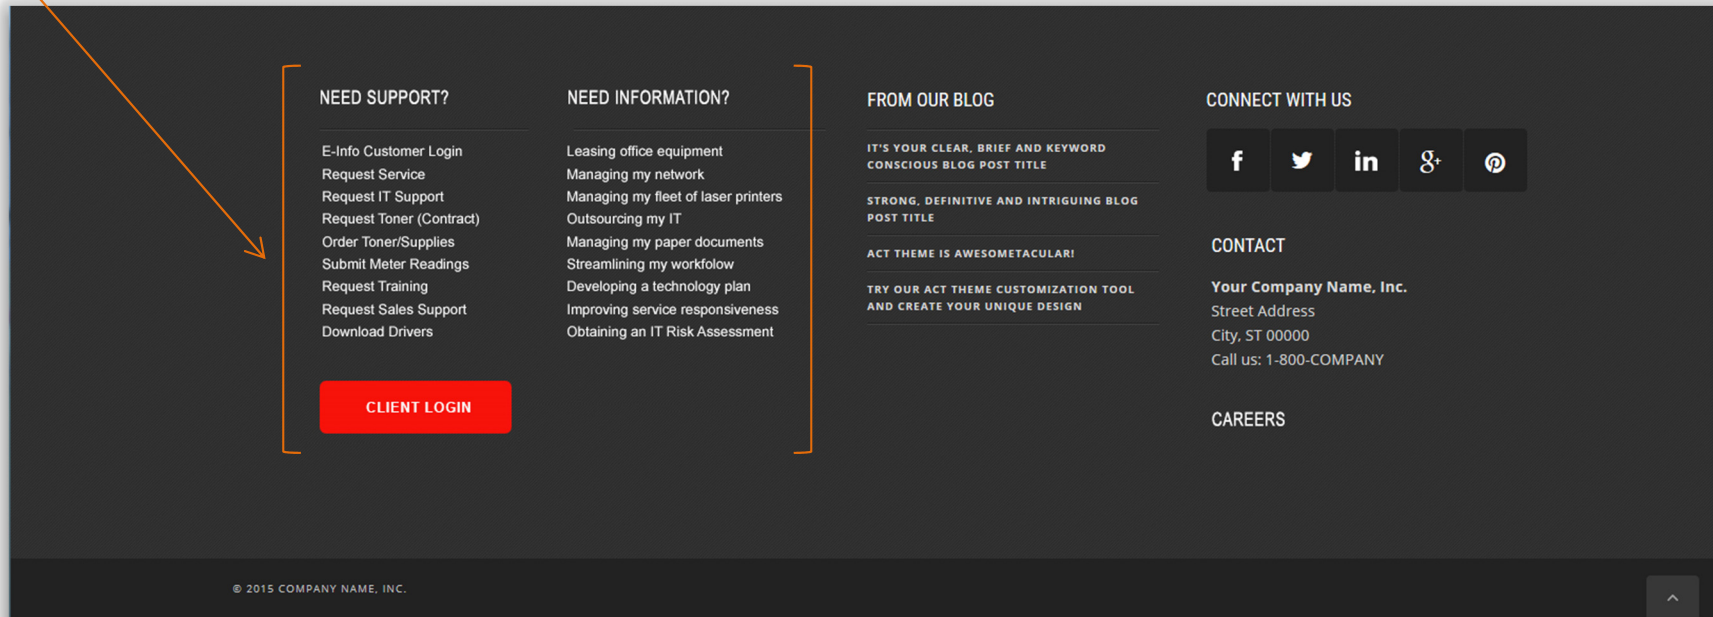 NEED SUPPORT?
E-Info Customer Login
Request Service
Request IT Support
Request Toner (Contract)
Order Toner/Supplies
Submit Meter Readings
Request Training
Request Sales Support
Download Drivers
CLIENT LOGIN
NEED INFORMATION?
Leasing office equipment
Managing my network
Managing my fleet of laser printers
Outsourcing my IT
Managing my paper documents
Streamlining my workfolow
Developing a technology plan
Improving service responsiveness
Obtaining an IT Risk Assessment
FROM OUR BLOG
IT'S YOUR CLEAR, BRIEF AND KEYWORD
CONSCIOUS BLOG POST TITLE
STRONG, DEFINITIVE AND INTRIGUING BLOG
POST TITLE
ACT THEME IS AWESOMETACULAR!
TRY OUR ACT THEME CUSTOMIZATION TOOL
AND CREATE YOUR UNIQUE DESIGN
CONNECT WITH US
f in g+
CONTACT
Your Company Name, Inc.
Street Address
City, ST 00000
Call us: 1-800-COMPANY
CAREERS
© 2015 COMPANY NAME, INC.